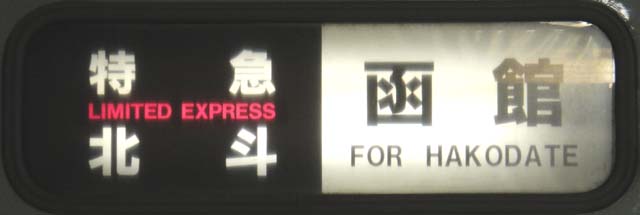 特急
LIMITED EXPRESS
北斗
函館
FOR HAKODATE